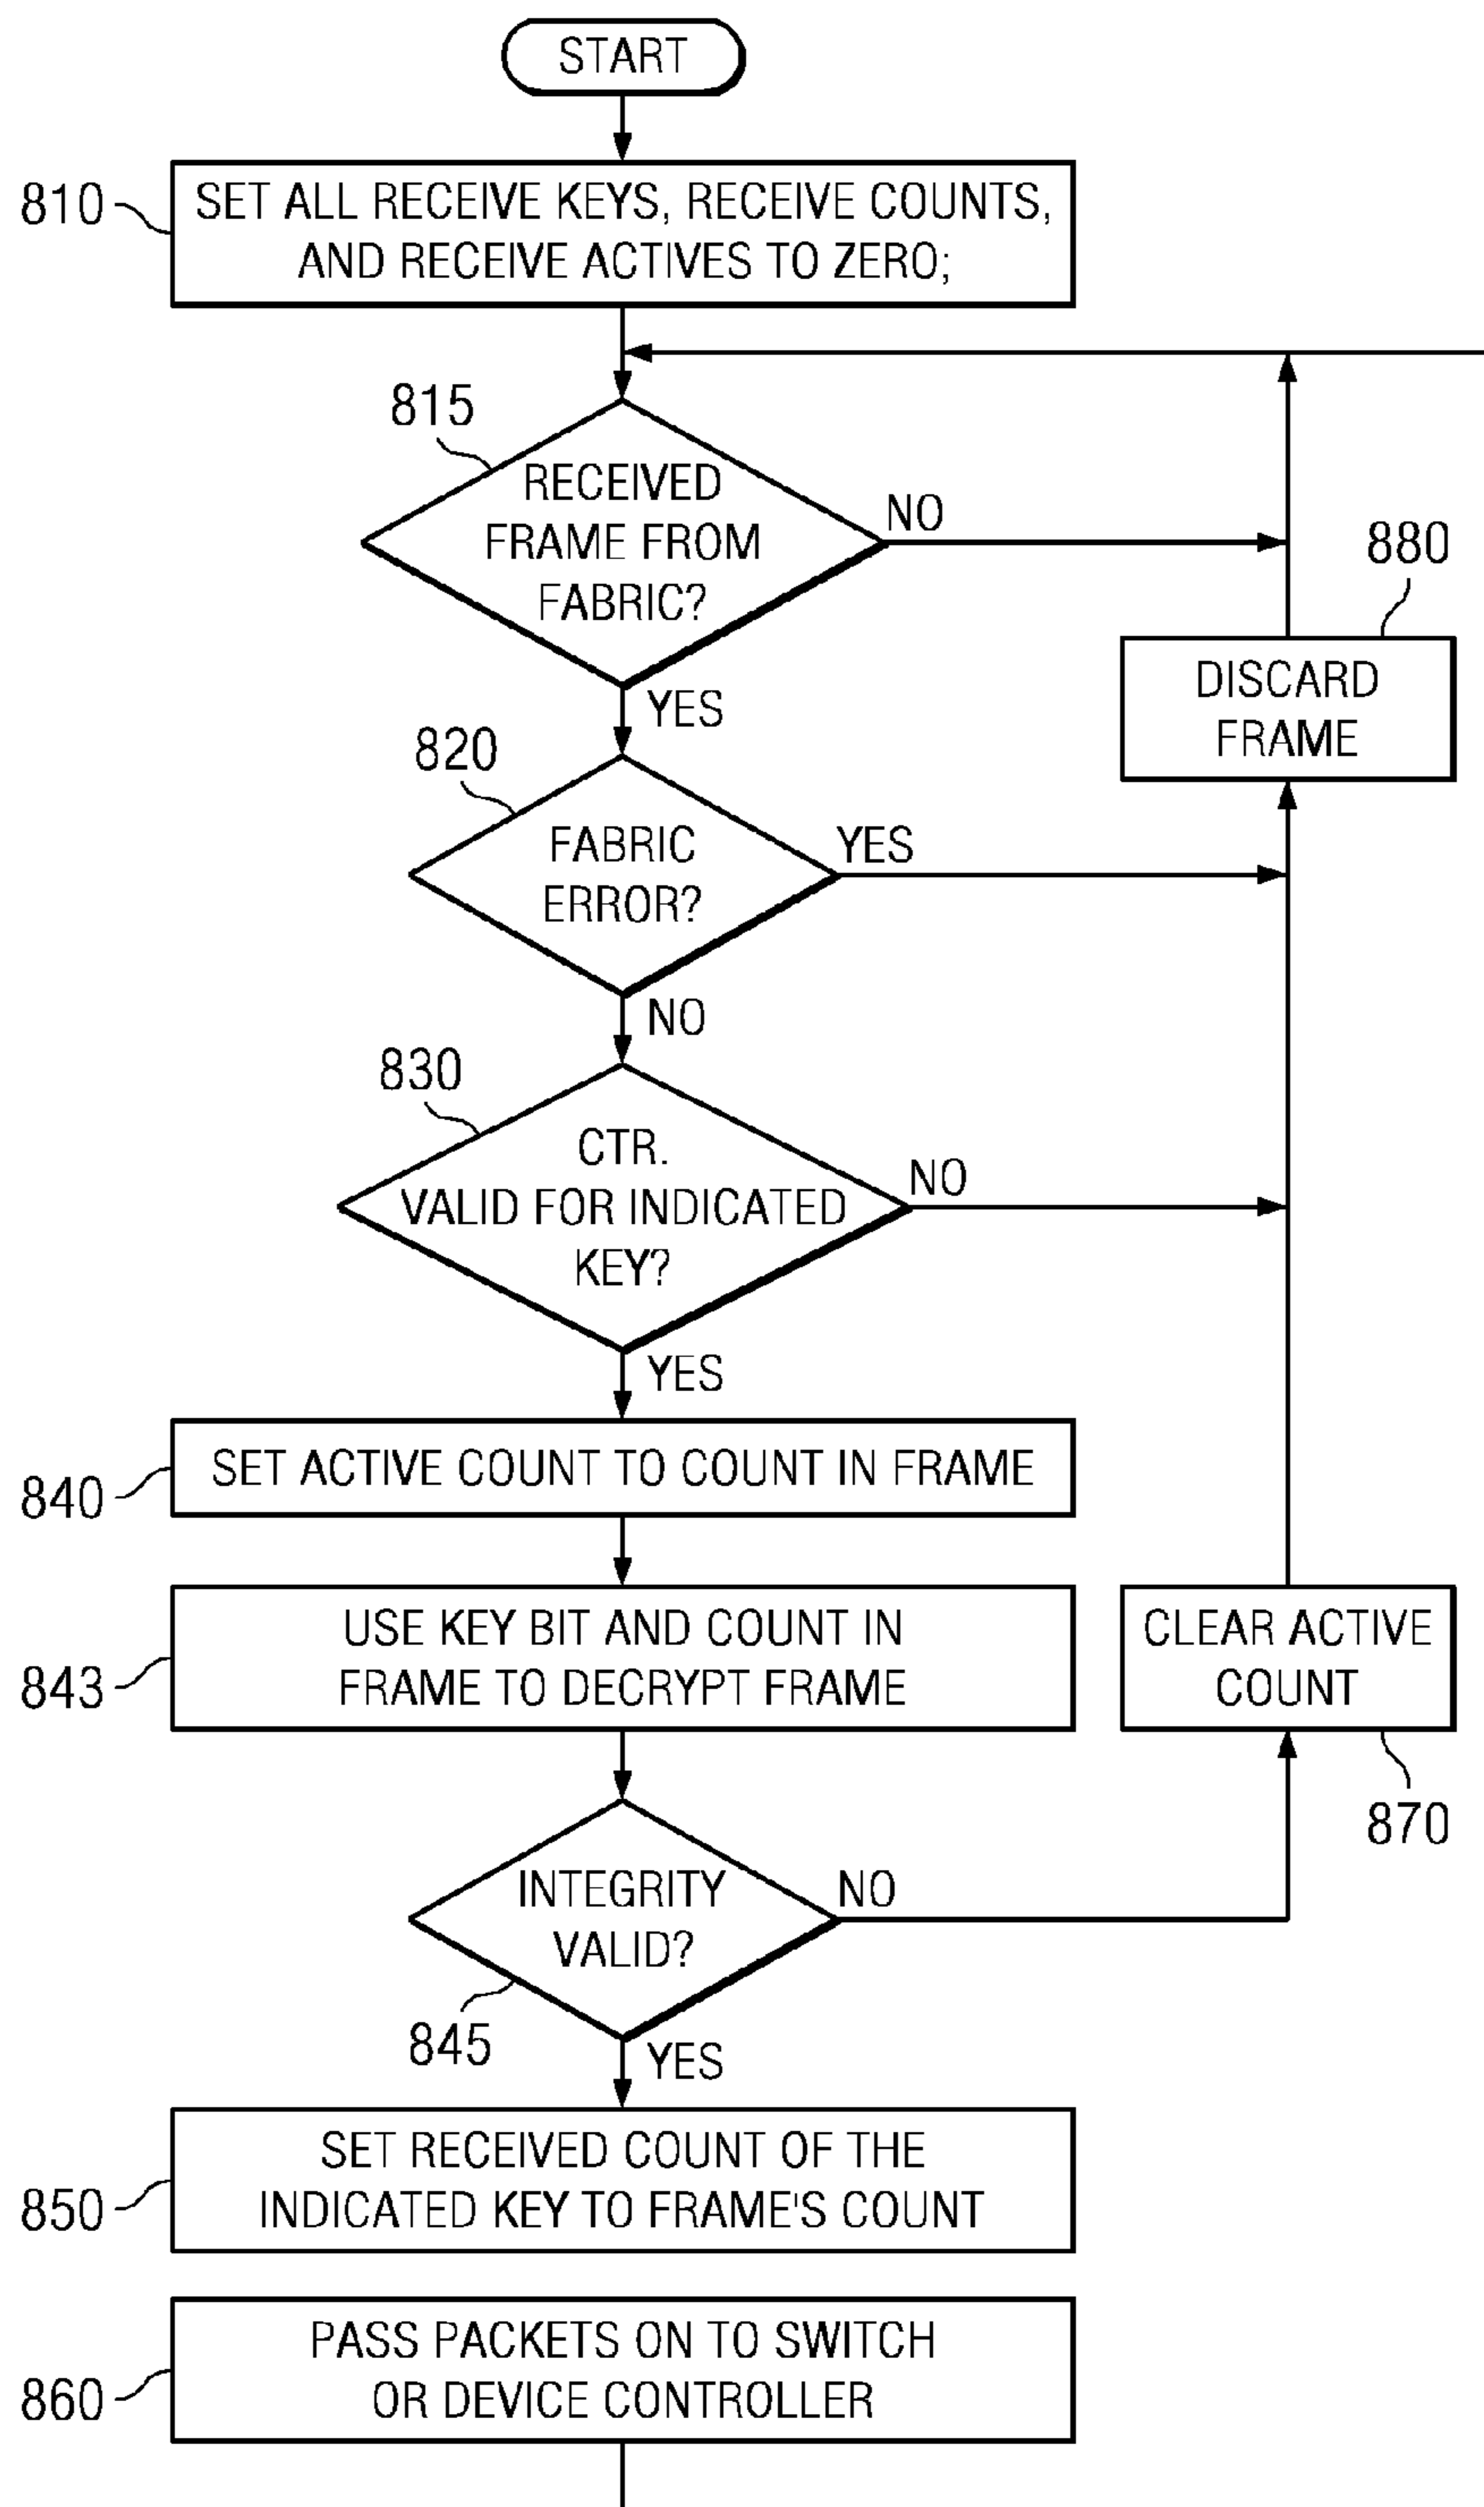 START
810
SET ALL RECEIVE KEYS, RECEIVE COUNTS,
AND RECEIVE ACTIVES TO ZERO;
815
RECEIVED
FRAME FROM
FABRIC?
NO
YES
880
DISCARD
FRAME
820
FABRIC
ERROR?
YES
NO
830
CTR.
VALID FOR INDICATED
KEY?
NO
YES
840
SET ACTIVE COUNT TO COUNT IN FRAME
843
USE KEY BIT AND COUNT IN
FRAME TO DECRYPT FRAME
CLEAR ACTIVE
COUNT
870
INTEGRITY
VALID?
NO
845
YES
850
SET RECEIVED COUNT OF THE
INDICATED KEY TO FRAME'S COUNT
860
PASS PACKETS ON TO SWITCH
OR DEVICE CONTROLLER